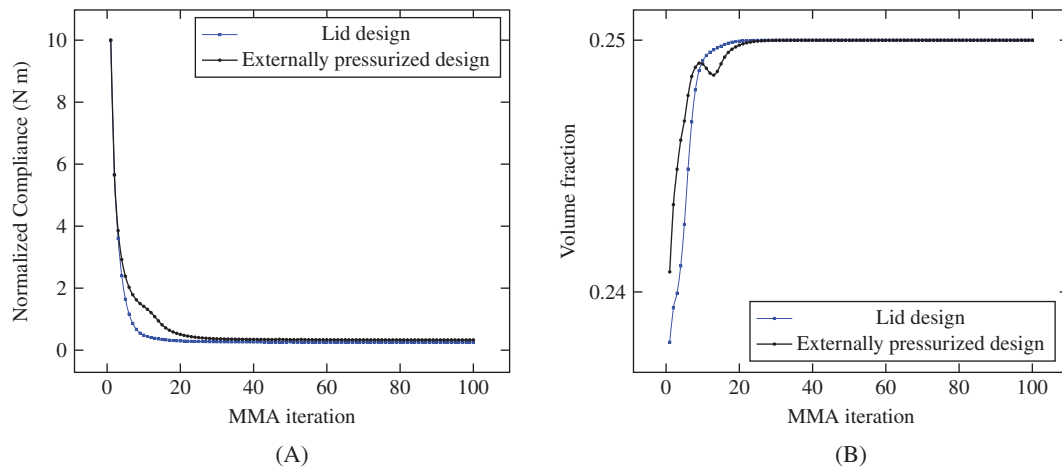 10
8
6
4
2
0
Normalized Compliance (N m)
Lid design
Externally pressurized design
0
20
40
60
80
100
MMA iteration
(A)
0.25
0.24
Volume fraction
Lid design
Externally pressurized design
0
20
40
60
80
100
MMA iteration
(B)